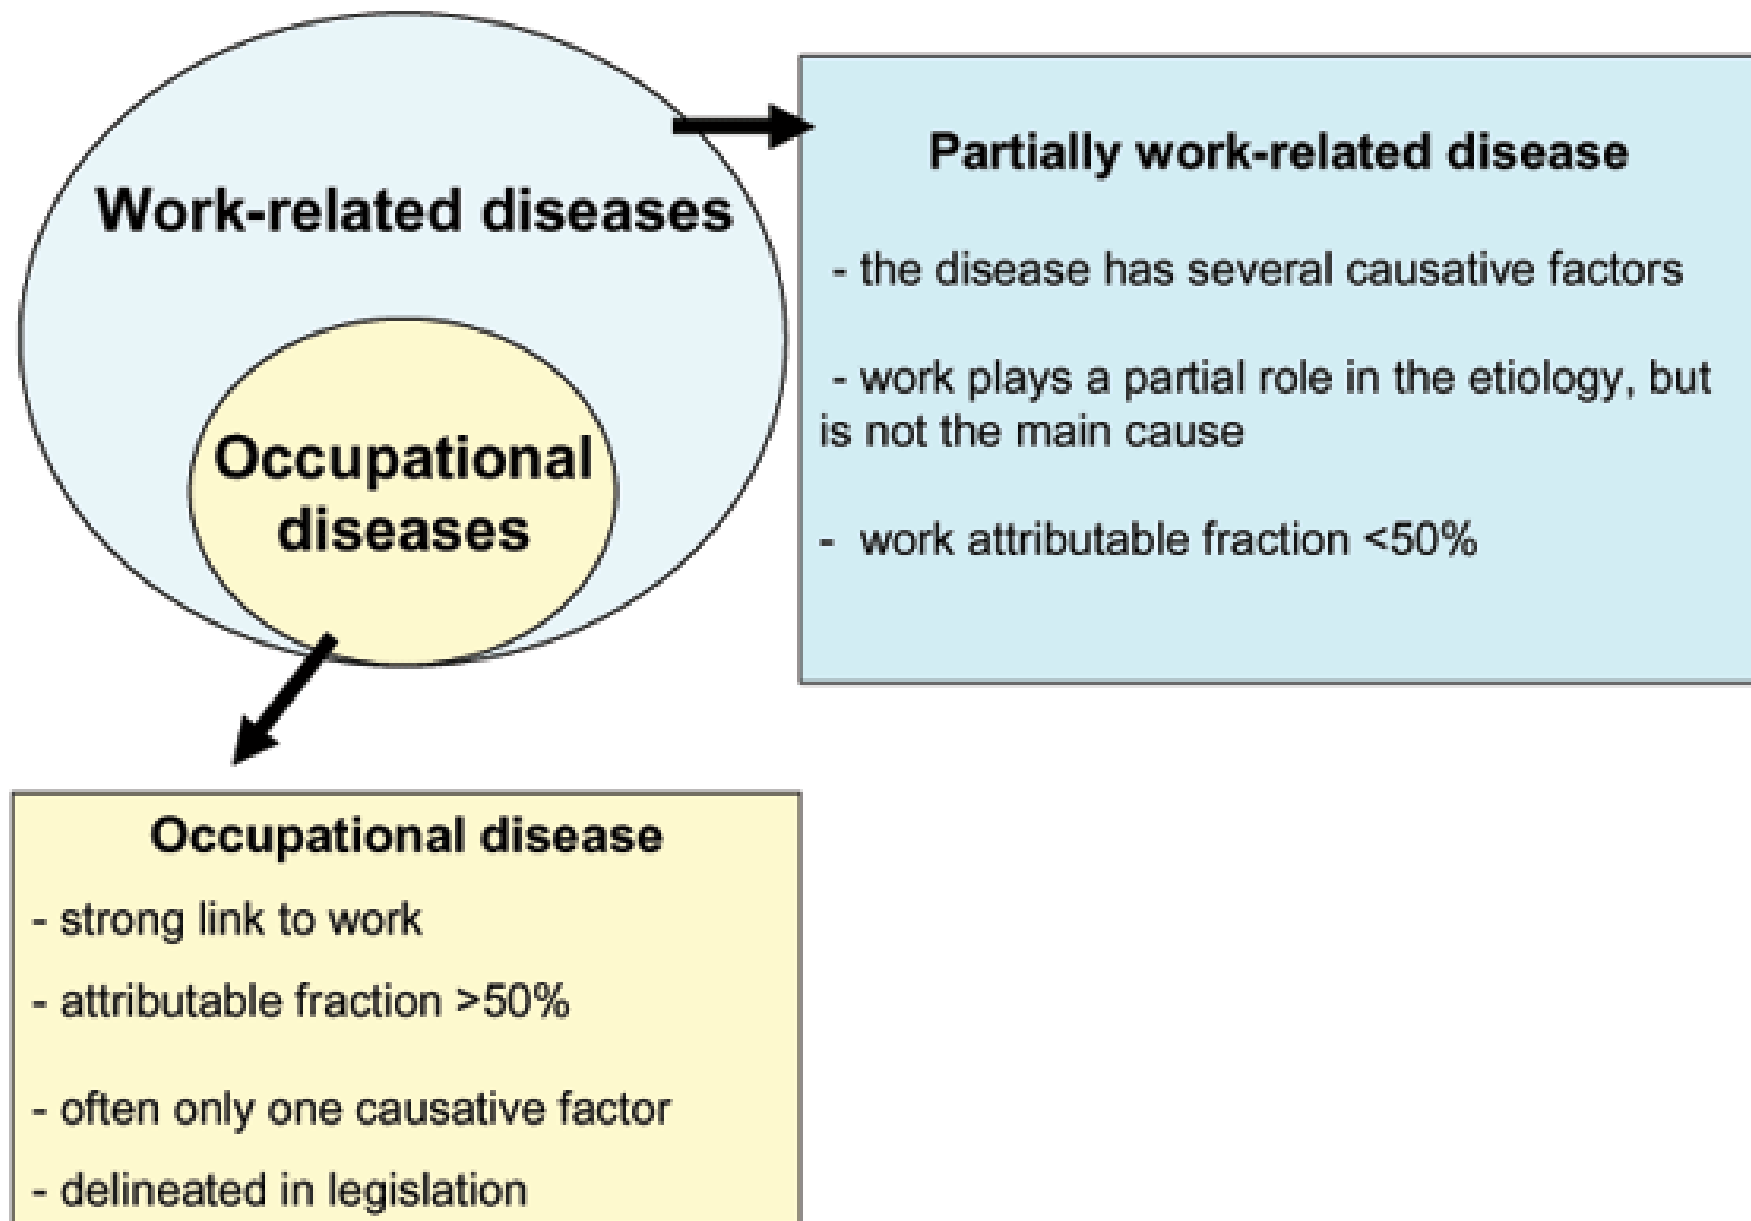 Work-related diseases
Occupational
diseases
Partially work-related disease
- the disease has several causative factors
- work plays a partial role in the etiology, but
is not the main cause
- work attributable fraction <50%
Occupational disease
- strong link to work
- attributable fraction >50%
- often only one causative factor
- delineated in legislation